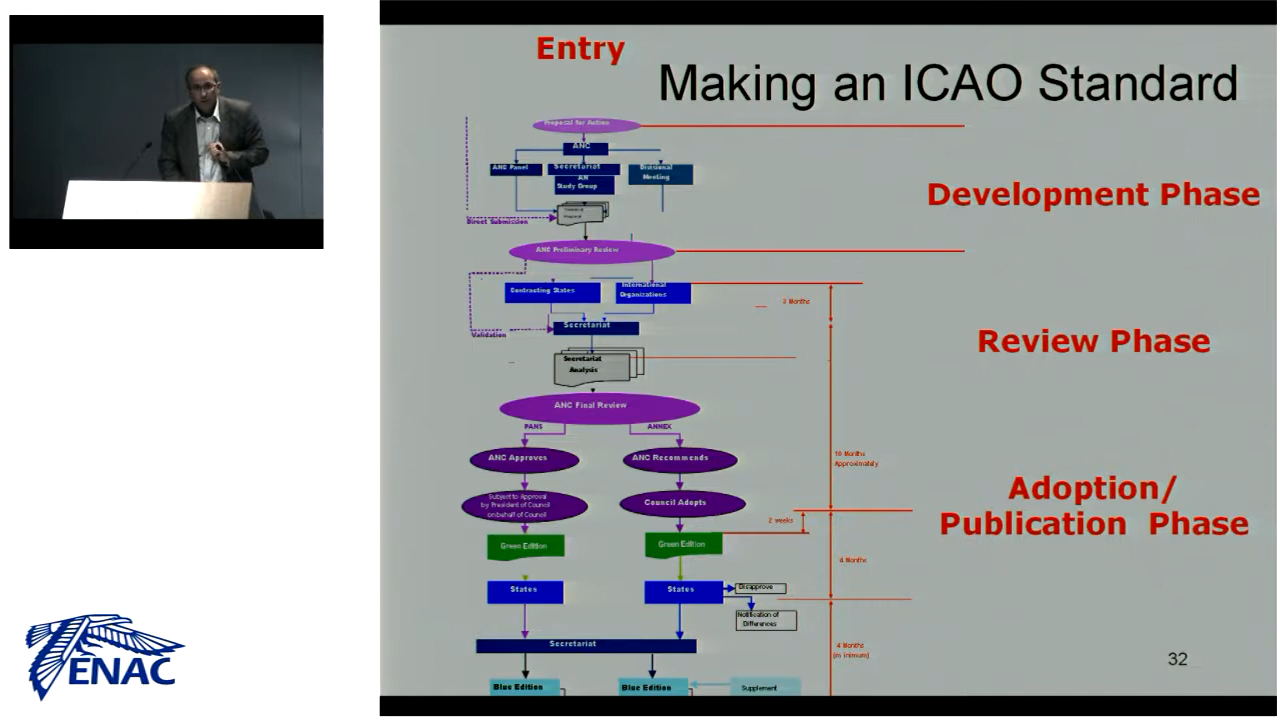 Entry
Making an ICAO Standard
Proposal for Action
ANC
ANC Panel
Secretariat
AN
Study Group
Divisional
Meeting
Technical
Proposal
Direct Submission
Development Phase
ANC Preliminary Review
Contracting States
International
Organizations
3 Months
Secretariat
Validation
Review Phase
Secretariat
Analysis
ANC Final Review
PANS
ANNEX
ANC Approves
ANC Recommends
10 Months
Approximately
Subject to Approval
by President of Council
on behalf of Council
Council Adopts
Adoption/
Publication Phase
2 weeks
Green Edition
Green Edition
4 Months
States
States
Disapprove
Notification of
Differences
Secretariat
4 Months
(m inimum)
32
Blue Edition
Blue Edition
Supplement
ENAC